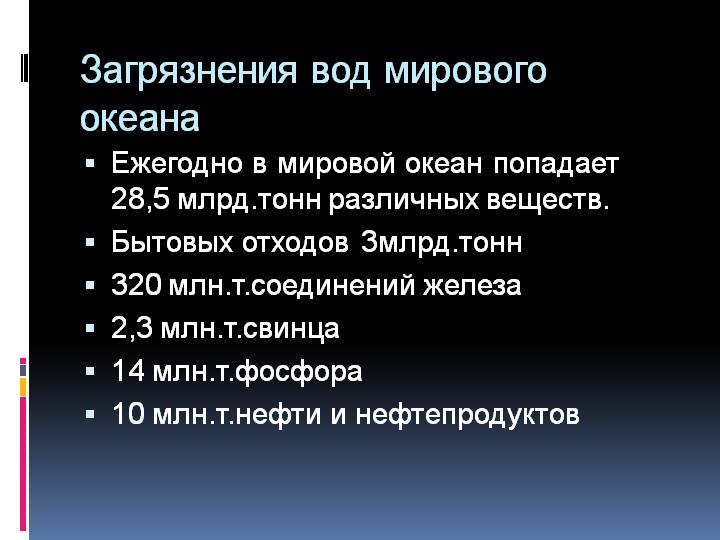 Загрязнения вод мирового
океана
Ежегодно в мировой океан попадает
28,5 млрд.тонн различных веществ.
Бытовых отходов 3млрд.тонн
320 млн.т.соединений железа
2,3 млн.т.свинца
14 млн.т.фосфора
10 млн.т.нефти и нефтепродуктов